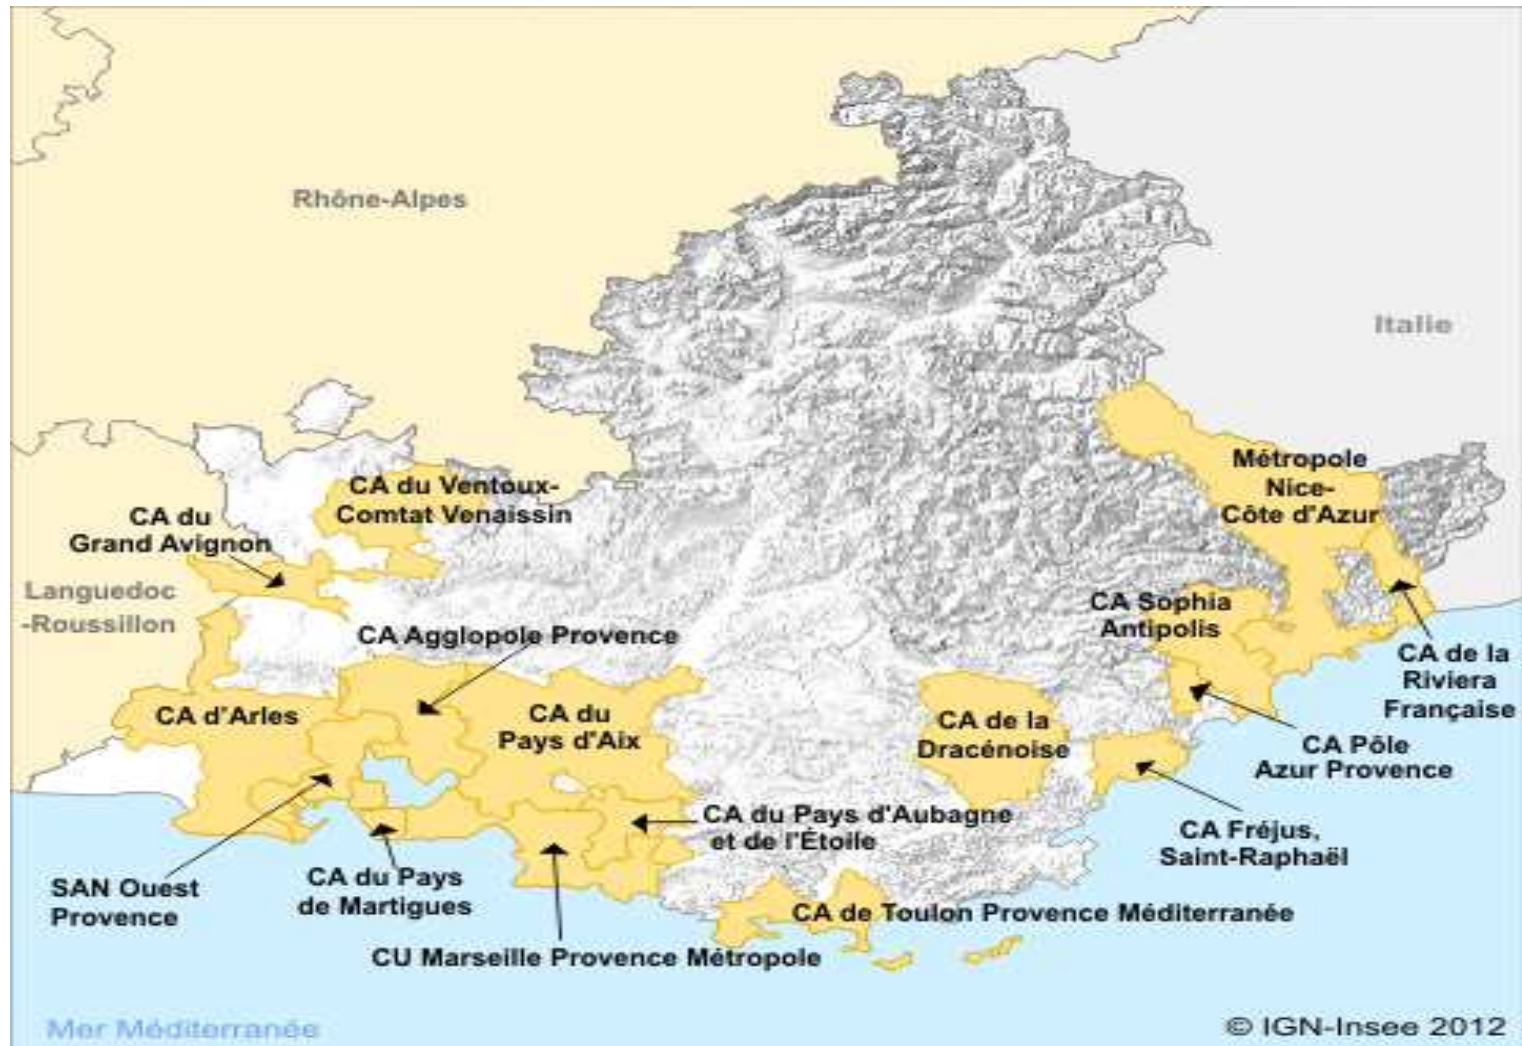 Rhône-Alpes
Italie
Métropole
Nice-
Côte d'Azur
CA du Ventoux-
Comtat Venaissin
CA du
Grand Avignon
Languedoc
-Roussillon
CA Sophia
Antipolis
CA Agglopole Provence
CA de la
Riviera
Française
CA d'Arles
CA du
Pays d'Aix
CA de la
Dracénoise
CA Pôle
Azur Provence
CA du Pays d'Aubagne
et de l'Étoile
CA Fréjus,
Saint-Raphaël
SAN Ouest
Provence
CA du Pays
de Martigues
CA de Toulon Provence Méditerranée
CU Marseille Provence Métropole
Mer Méditerranée
© IGN-Insee 2012